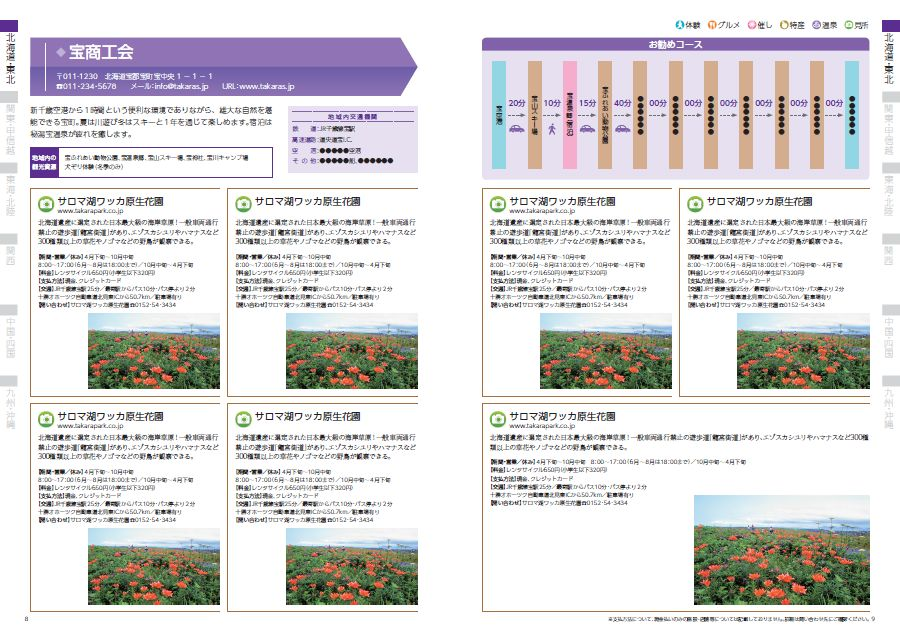 北海道・東北
関東・甲信越
東海・北陸
関西
中国・四国
九州・沖縄
宝商工会
〒011-1230 北海道宝郡宝町宝中央1-1-1
☎011-234-5678 メール:info@takaras.jp URL:www.takaras.jp
新千歳空港から1時間という便利な環境でありながら、雄大な自然を堪
能できる宝町。夏は川遊び冬はスキーと1年を通じて楽しめます。宿泊は
秘湯宝温泉が疲れを癒します。
地域内の
観光資源
宝ふれあい動物公園、宝温泉郷、宝山スキー場、宝神社、宝川キャンプ場
犬ぞり体験(冬季のみ)
地域内交通機関
鉄 道:JR千歳線宝駅
高速道路:道央道宝I.C.
空 港:●●●●●空港
その他:●●●●●船、●●●●●●
サロマ湖ワッカ原生花園
www.takarapark.co.jp
北海道遺産に選定された日本最大級の海岸草原!一般車両通行
禁止の遊歩道「龍宮街道」があり、エゾスカシユリやハマナスなど
300種類以上の草花やノゴマなどの野鳥が観察できる。
【期間・営業/休み】4月下旬~10月中旬
8:00~17:00(6月~8月は18:00まで)/10月中旬~4月下旬
【料金】レンタサイクル650円(小学生以下320円)
【支払方法】現金、クレジットカード
【交通】JR千歳線宝駅25分/最寄駅からバス10分・バス停より2分
十勝オホーツク自動車道北見東ICから50.7km/駐車場有り
【問い合わせ】サロマ湖ワッカ原生花園☎0152-54-3434
サロマ湖ワッカ原生花園
www.takarapark.co.jp
北海道遺産に選定された日本最大級の海岸草原!一般車両通行
禁止の遊歩道「龍宮街道」があり、エゾスカシユリやハマナスなど
300種類以上の草花やノゴマなどの野鳥が観察できる。
【期間・営業/休み】4月下旬~10月中旬
8:00~17:00(6月~8月は18:00まで)/10月中旬~4月下旬
【料金】レンタサイクル650円(小学生以下320円)
【支払方法】現金、クレジットカード
【交通】JR千歳線宝駅25分/最寄駅からバス10分・バス停より2分
十勝オホーツク自動車道北見東ICから50.7km/駐車場有り
【問い合わせ】サロマ湖ワッカ原生花園☎0152-54-3434
サロマ湖ワッカ原生花園
www.takarapark.co.jp
北海道遺産に選定された日本最大級の海岸草原!一般車両通行
禁止の遊歩道「龍宮街道」があり、エゾスカシユリやハマナスなど
300種類以上の草花やノゴマなどの野鳥が観察できる。
【期間・営業/休み】4月下旬~10月中旬
8:00~17:00(6月~8月は18:00まで)/10月中旬~4月下旬
【料金】レンタサイクル650円(小学生以下320円)
【支払方法】現金、クレジットカード
【交通】JR千歳線宝駅25分/最寄駅からバス10分・バス停より2分
十勝オホーツク自動車道北見東ICから50.7km/駐車場有り
【問い合わせ】サロマ湖ワッカ原生花園☎0152-54-3434
サロマ湖ワッカ原生花園
www.takarapark.co.jp
北海道遺産に選定された日本最大級の海岸草原!一般車両通行
禁止の遊歩道「龍宮街道」があり、エゾスカシユリやハマナスなど
300種類以上の草花やノゴマなどの野鳥が観察できる。
【期間・営業/休み】4月下旬~10月中旬
8:00~17:00(6月~8月は18:00まで)/10月中旬~4月下旬
【料金】レンタサイクル650円(小学生以下320円)
【支払方法】現金、クレジットカード
【交通】JR千歳線宝駅25分/最寄駅からバス10分・バス停より2分
十勝オホーツク自動車道北見東ICから50.7km/駐車場有り
【問い合わせ】サロマ湖ワッカ原生花園☎0152-54-3434
8
体験 グルメ 催し 特産 温泉 見所
お勧めコース
宝空港
20分
宝山スキー場
10分
宝温泉郷(宿泊)
15分
宝ふれあい動物公園
40分
●●●●●
00分
●●●●●
00分
●●●●●
00分
●●●●●
00分
●●●●●
00分
●●●●●
00分
●●●●●
サロマ湖ワッカ原生花園
www.takarapark.co.jp
北海道遺産に選定された日本最大級の海岸草原!一般車両通行
禁止の遊歩道「龍宮街道」があり、エゾスカシユリやハマナスなど
300種類以上の草花やノゴマなどの野鳥が観察できる。
【期間・営業/休み】4月下旬~10月中旬
8:00~17:00(6月~8月は18:00まで)/10月中旬~4月下旬
【料金】レンタサイクル650円(小学生以下320円)
【支払方法】現金、クレジットカード
【交通】JR千歳線宝駅25分/最寄駅からバス10分・バス停より2分
十勝オホーツク自動車道北見東ICから50.7km/駐車場有り
【問い合わせ】サロマ湖ワッカ原生花園☎0152-54-3434
サロマ湖ワッカ原生花園
www.takarapark.co.jp
北海道遺産に選定された日本最大級の海岸草原!一般車両通行
禁止の遊歩道「龍宮街道」があり、エゾスカシユリやハマナスなど
300種類以上の草花やノゴマなどの野鳥が観察できる。
【期間・営業/休み】4月下旬~10月中旬
8:00~17:00(6月~8月は18:00まで)/10月中旬~4月下旬
【料金】レンタサイクル650円(小学生以下320円)
【支払方法】現金、クレジットカード
【交通】JR千歳線宝駅25分/最寄駅からバス10分・バス停より2分
十勝オホーツク自動車道北見東ICから50.7km/駐車場有り
【問い合わせ】サロマ湖ワッカ原生花園☎0152-54-3434
サロマ湖ワッカ原生花園
www.takarapark.co.jp
北海道遺産に選定された日本最大級の海岸草原!一般車両通行禁止の遊歩道「龍宮街道」があり、エゾスカシユリやハマナスなど300種
類以上の草花やノゴマなどの野鳥が観察できる。
【期間・営業/休み】4月下旬~10月中旬 8:00~17:00(6月~8月は18:00まで)/10月中旬~4月下旬
【料金】レンタサイクル650円(小学生以下320円)
【支払方法】現金、クレジットカード
【交通】JR千歳線宝駅25分/最寄駅からバス10分・バス停より2分
十勝オホーツク自動車道北見東ICから50.7km/駐車場有り
【問い合わせ】サロマ湖ワッカ原生花園☎0152-54-3434
※支払方法について、現金払いのみの施設・店舗等については記載しておりません。詳細は問い合わせ先にご確認ください。 9
北海道・東北
関東・甲信越
東海・北陸
関西
中国・四国
九州・沖縄